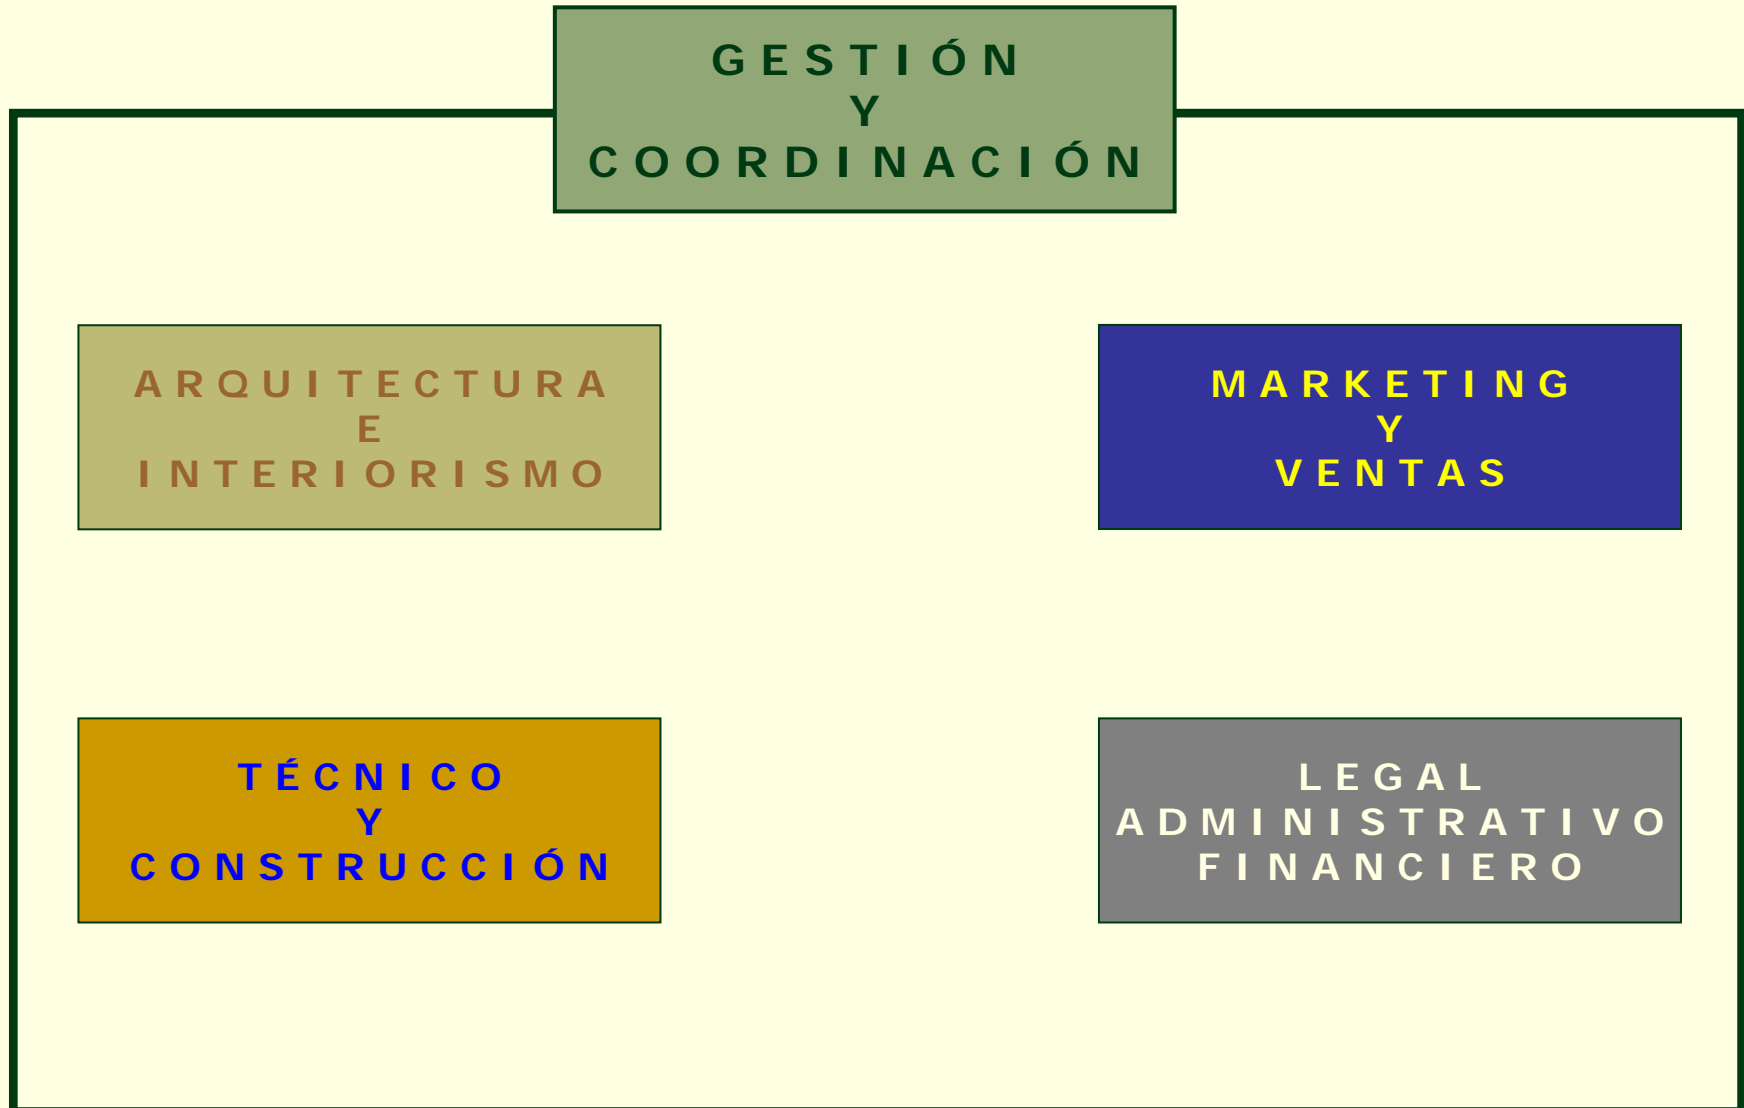 GESTIÓN
Y
COORDINACIÓN
ARQUITECTURA
E
INTERIORISMO
MARKETING
Y
VENTAS
TÉCNICO
Y
CONSTRUCCIÓN
LEGAL
ADMINISTRATIVO
FINANCIERO